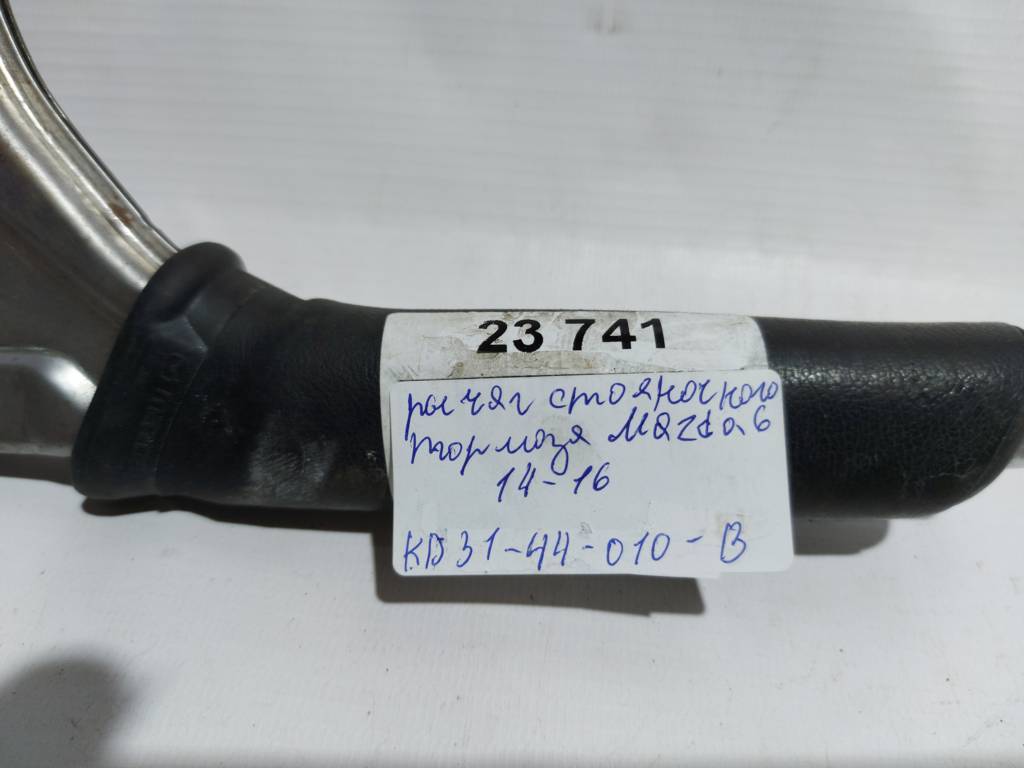 23 741
рычаг стояночного
тормоза Mazda 6
14-16
KD31-44-010-B